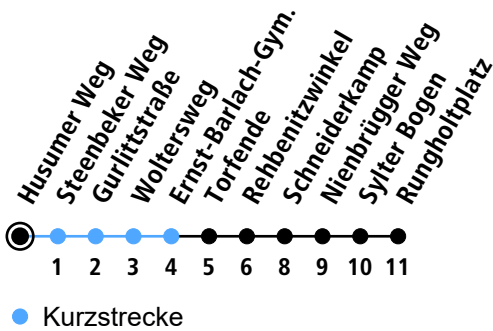 Husumer Weg
Steenbeker Weg
Gurlittstraße
Woltersweg
Ernst-Barlach-Gym.
Torfende
Rehbenitzwinkel
Schneiderkamp
Nienbrügger Weg
Sylter Bogen
Rungholtplatz
1 2 3 4 5 6 8 9 10 11
Kurzstrecke